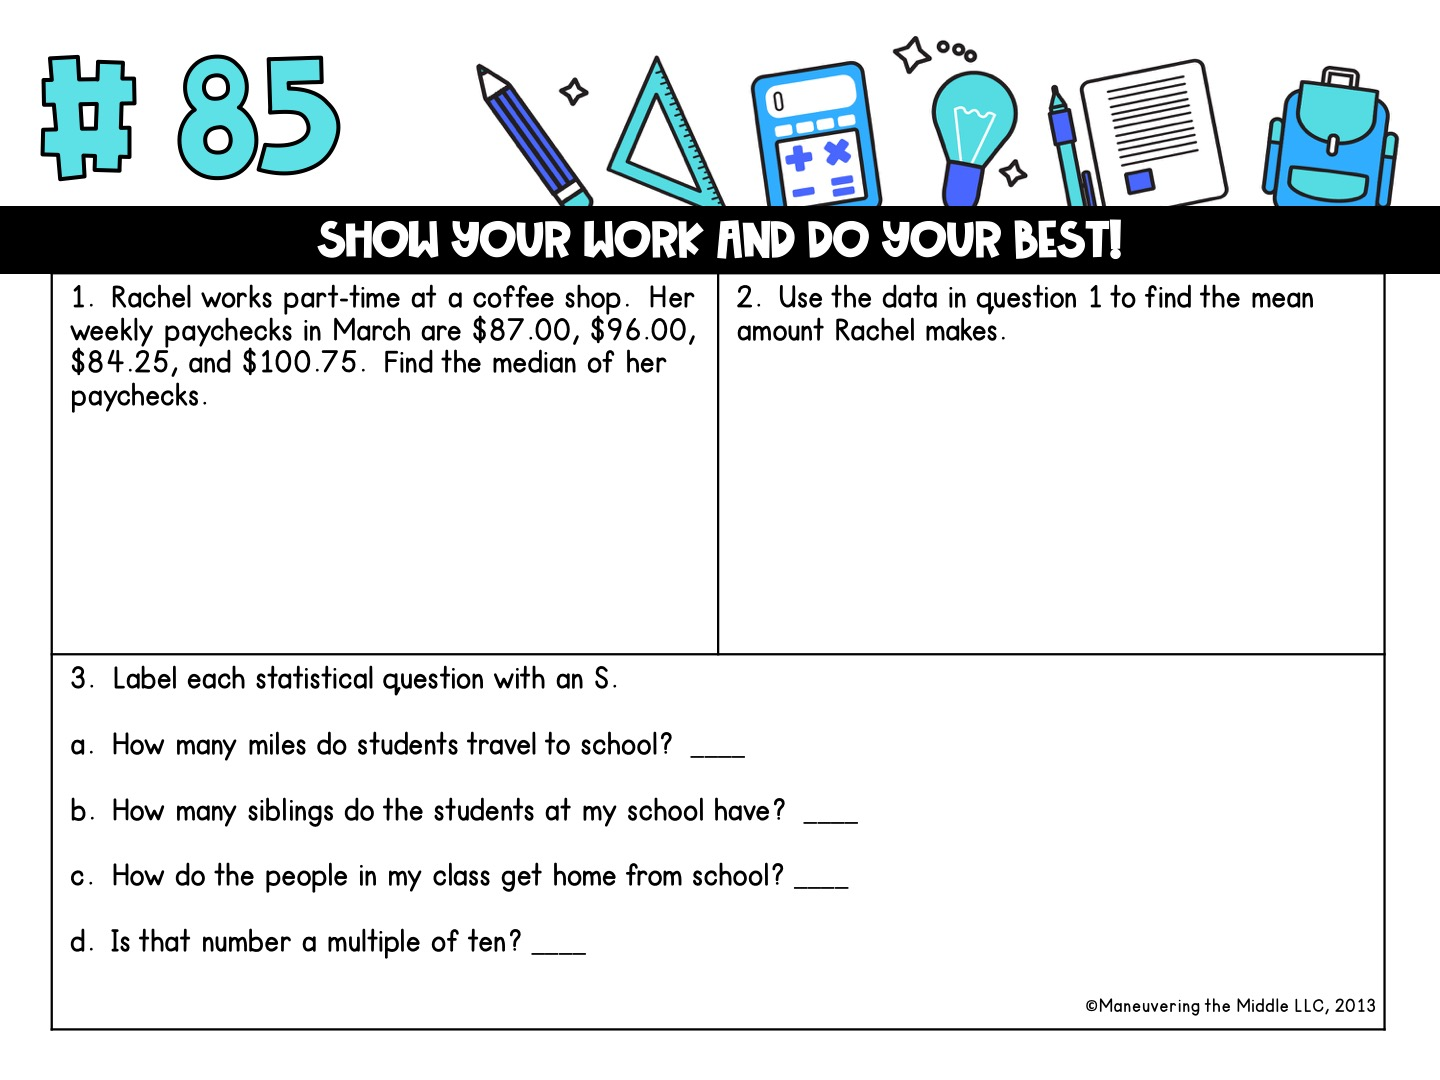 # 85
SHOW YOUR WORK AND DO YOUR BEST!
1. Rachel works part-time at a coffee shop. Her
weekly paychecks in March are $87.00, $96.00,
$84.25, and $100.75. Find the median of her
paychecks.
2. Use the data in question 1 to find the mean
amount Rachel makes.
3. Label each statistical question with an S.
a. How many miles do students travel to school? ____
b. How many siblings do the students at my school have? ____
c. How do the people in my class get home from school? ____
d. Is that number a multiple of ten? ____
©Maneuvering the Middle LLC, 2013